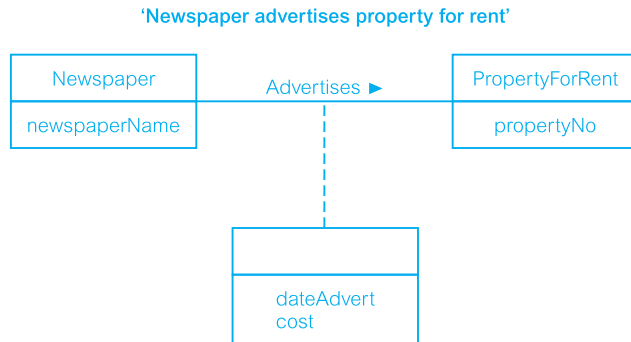 ‘Newspaper advertises property for rent’
Newspaper
Advertises ►
PropertyForRent
newspaperName
propertyNo
dateAdvert
cost